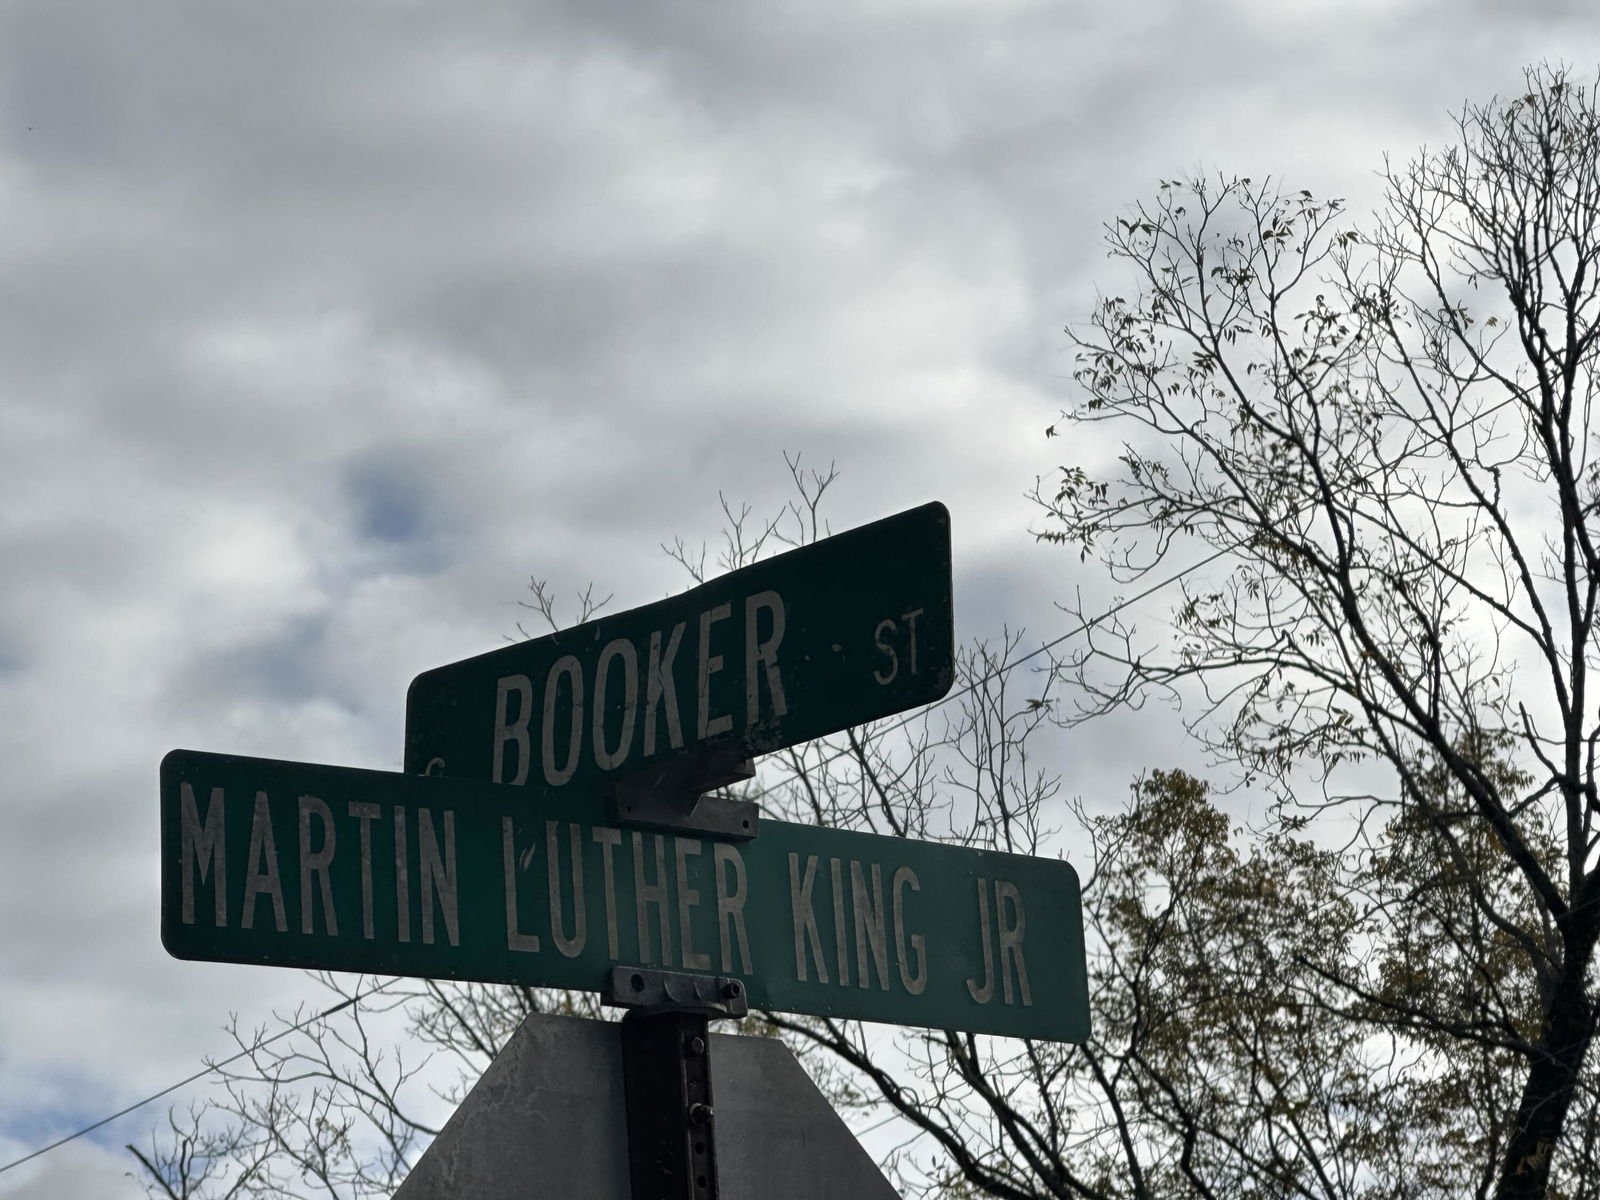 BOOKER ST
MARTIN LUTHER KING JR